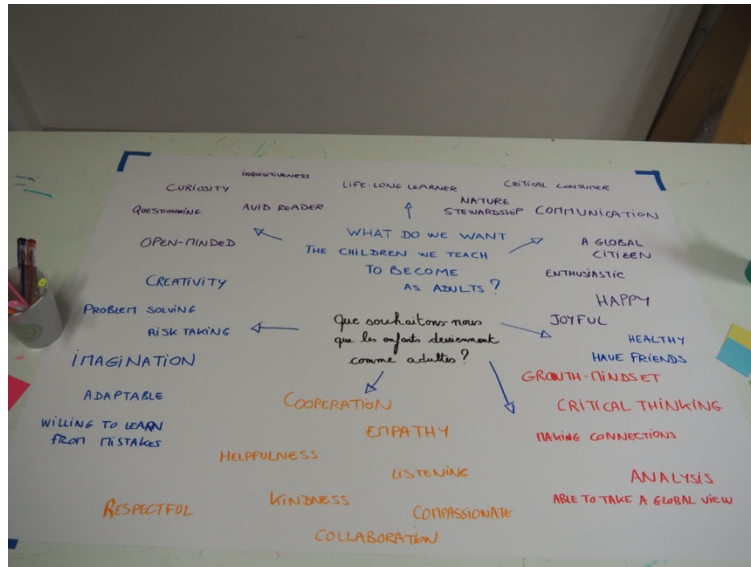 INQUIUTIVENESS
CURIOSITY
LIFE-LONG LEARNER
CRITICAL CONSUMER
QUESTIONNING
AVID READER
NATURE
STEWARDSHIP
COMMUNICATION
OPEN-MINDED
WHAT DO WE WANT
THE CHILDREN WE TEACH
TO BECOME
AS ADULTS?
A GLOBAL
CITIZEN
ENTHUSIASTIC
CREATIVITY
HAPPY
JOYFUL
PROBLEM SOLVING
RISK TAKING
Que souhaitons nous
que les enfants deviennent
comme adultes?
HEALTHY
HAVE FRIENDS
IMAGINATION
GROWTH-MINDSET
ADAPTABLE
COOPERATION
CRITICAL THINKING
WILLING TO LEARN
FROM MISTAKES
EMPATHY
MAKING CONNECTIONS
HELPFULNESS
LISTENING
ANALYSIS
ABLE TO TAKE A GLOBAL VIEW
RESPECTFUL
KINDNESS
COMPASSIONATE
COLLABORATION